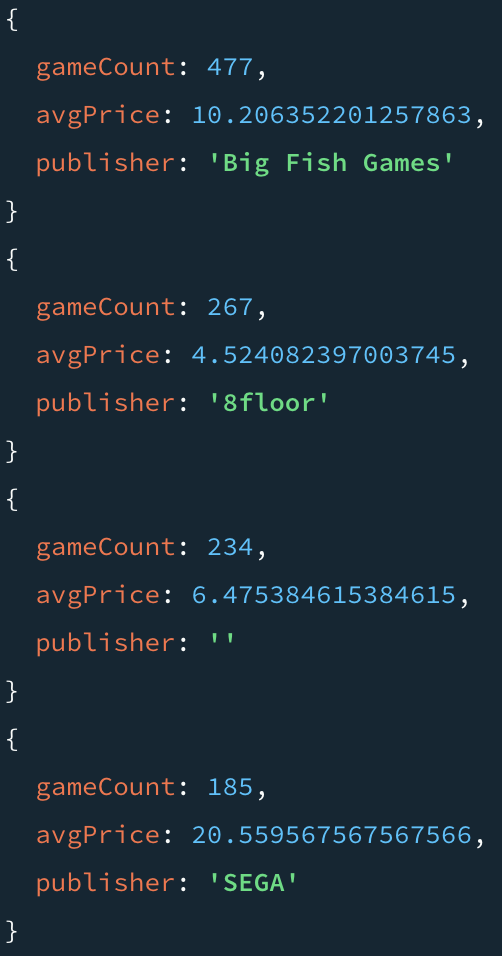 {
  gameCount: 477,
  avgPrice: 10.206352201257863,
  publisher: 'Big Fish Games'
}
{
  gameCount: 267,
  avgPrice: 4.524082397003745,
  publisher: '8floor'
}
{
  gameCount: 234,
  avgPrice: 6.475384615384615,
  publisher: ''
}
{
  gameCount: 185,
  avgPrice: 20.559567567567566,
  publisher: 'SEGA'
}